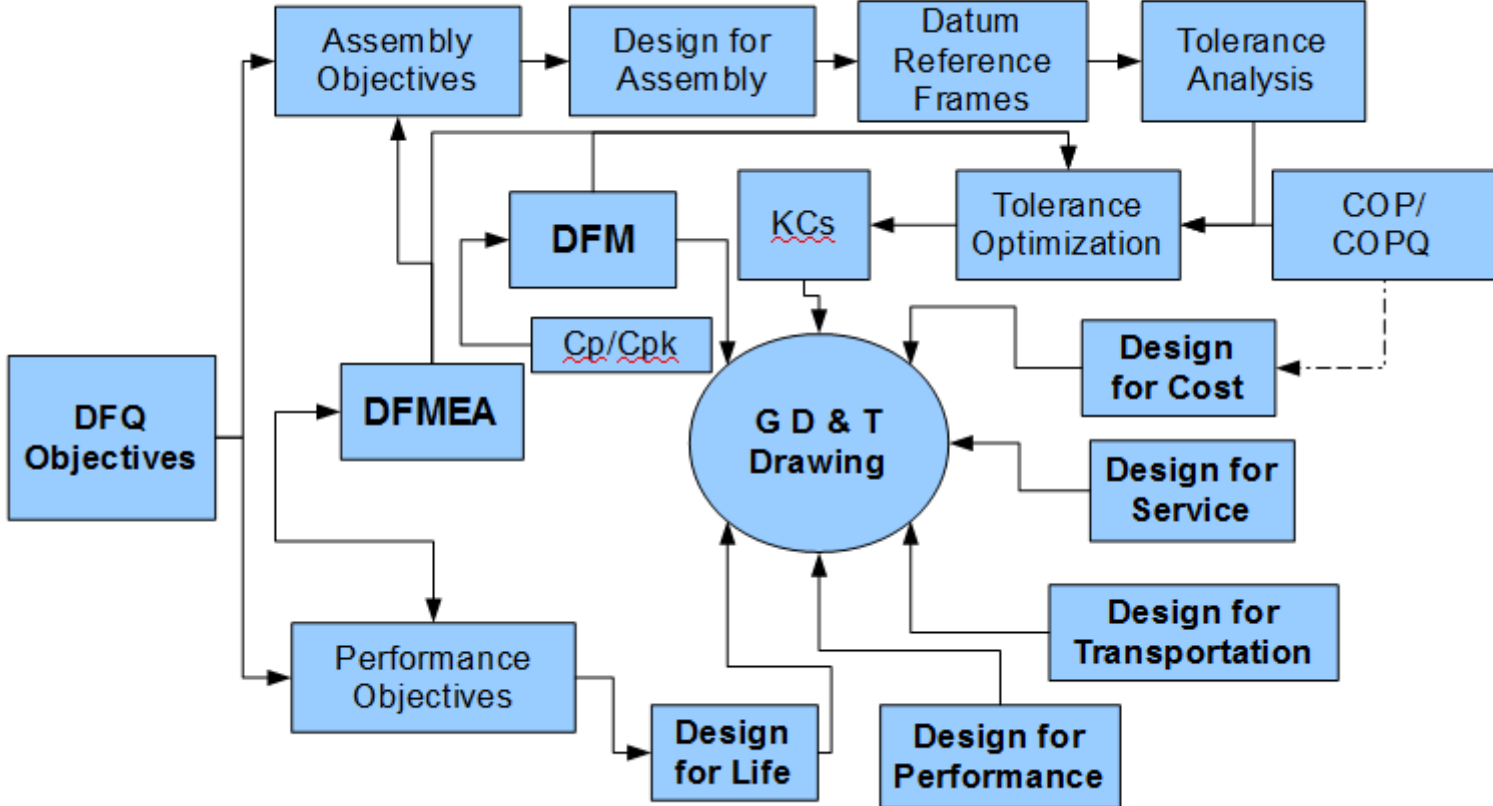 Assembly
Objectives
Design for
Assembly
Datum
Reference
Frames
Tolerance
Analysis
DFM
KCs
Tolerance
Optimization
COP/
COPQ
Cp/Cpk
DFQ
Objectives
DFMEA
G D & T
Drawing
Design
for Cost
Design for
Service
Design for
Transportation
Performance
Objectives
Design
for Life
Design for
Performance